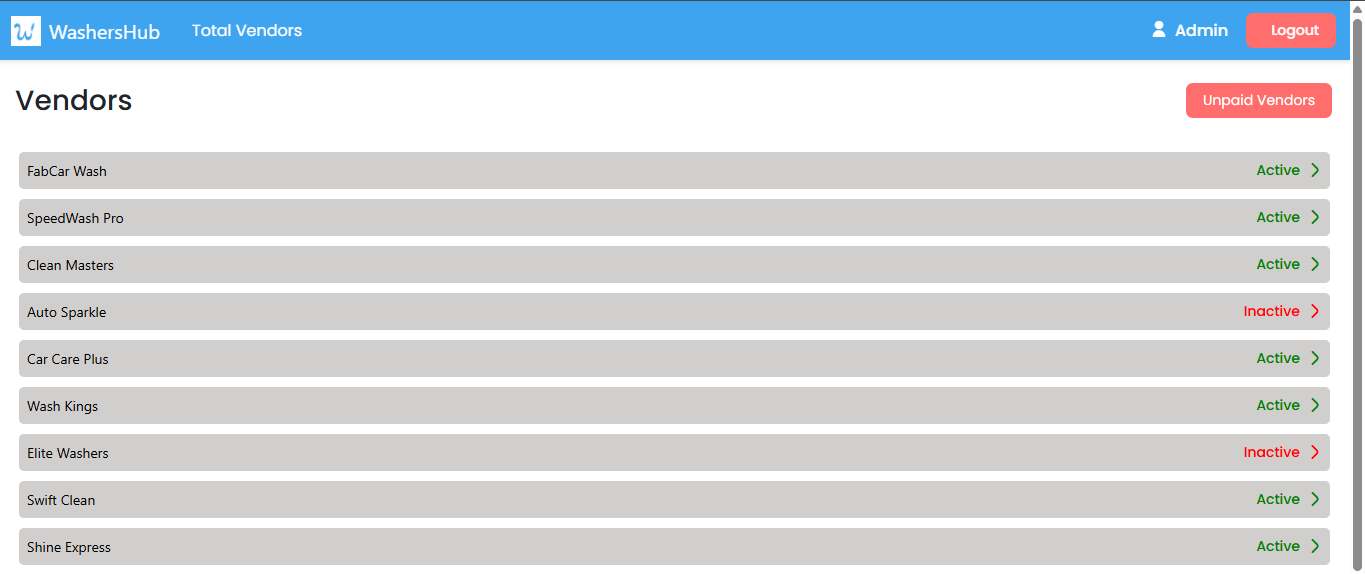 W WashersHub Total Vendors Admin Logout
Vendors Unpaid Vendors
FabCar Wash Active
SpeedWash Pro Active
Clean Masters Active
Auto Sparkle Inactive
Car Care Plus Active
Wash Kings Active
Elite Washers Inactive
Swift Clean Active
Shine Express Active